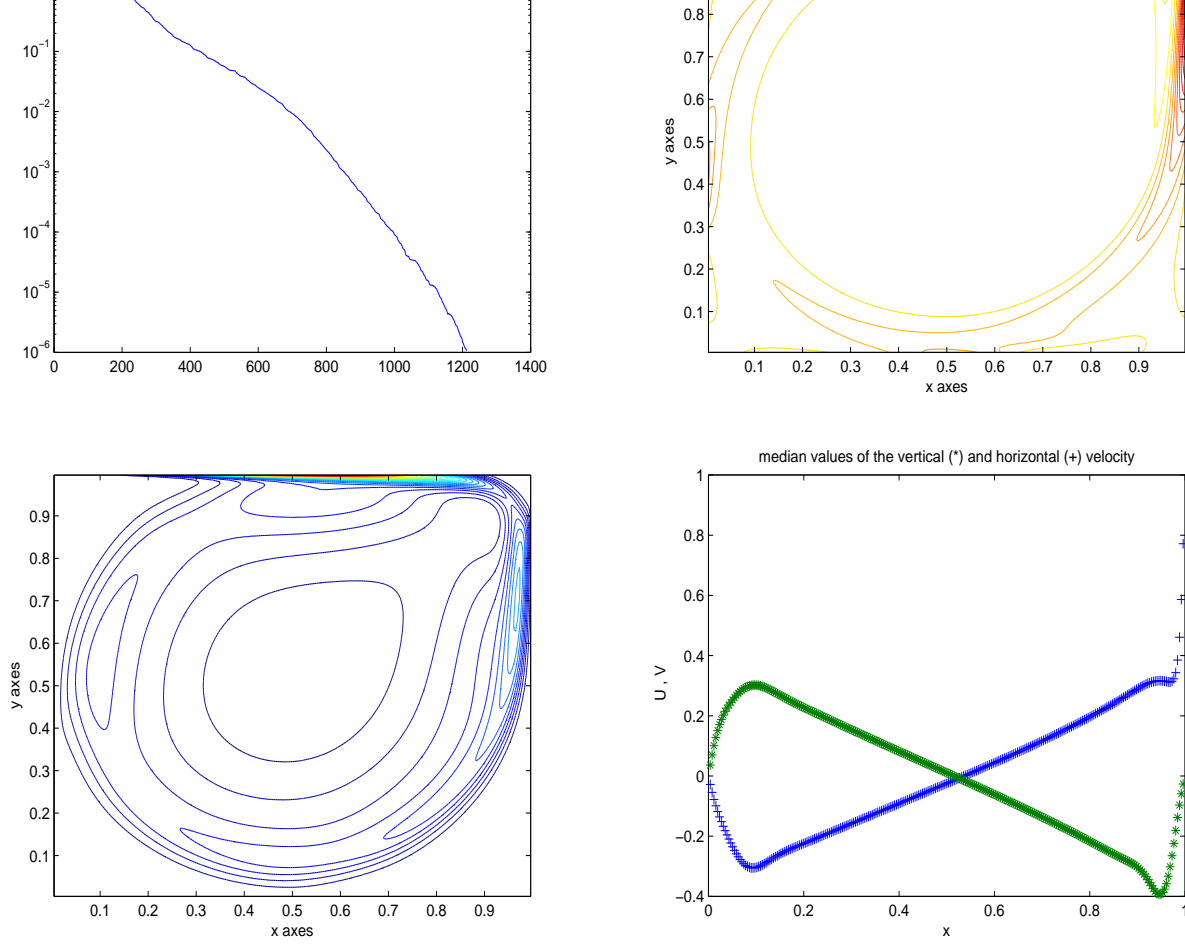 10^-1
10^-2
10^-3
10^-4
10^-5
10^-6
0 200 400 600 800 1000 1200 1400
0.8
0.7
0.6
0.5
0.4
0.3
0.2
0.1
y axes
0.1 0.2 0.3 0.4 0.5 0.6 0.7 0.8 0.9
x axes
0.9
0.8
0.7
0.6
0.5
0.4
0.3
0.2
0.1
y axes
0.1 0.2 0.3 0.4 0.5 0.6 0.7 0.8 0.9
x axes
median values of the vertical (*) and horizontal (+) velocity
1
0.8
0.6
0.4
0.2
0
−0.2
−0.4
U , V
0 0.2 0.4 0.6 0.8 1
x